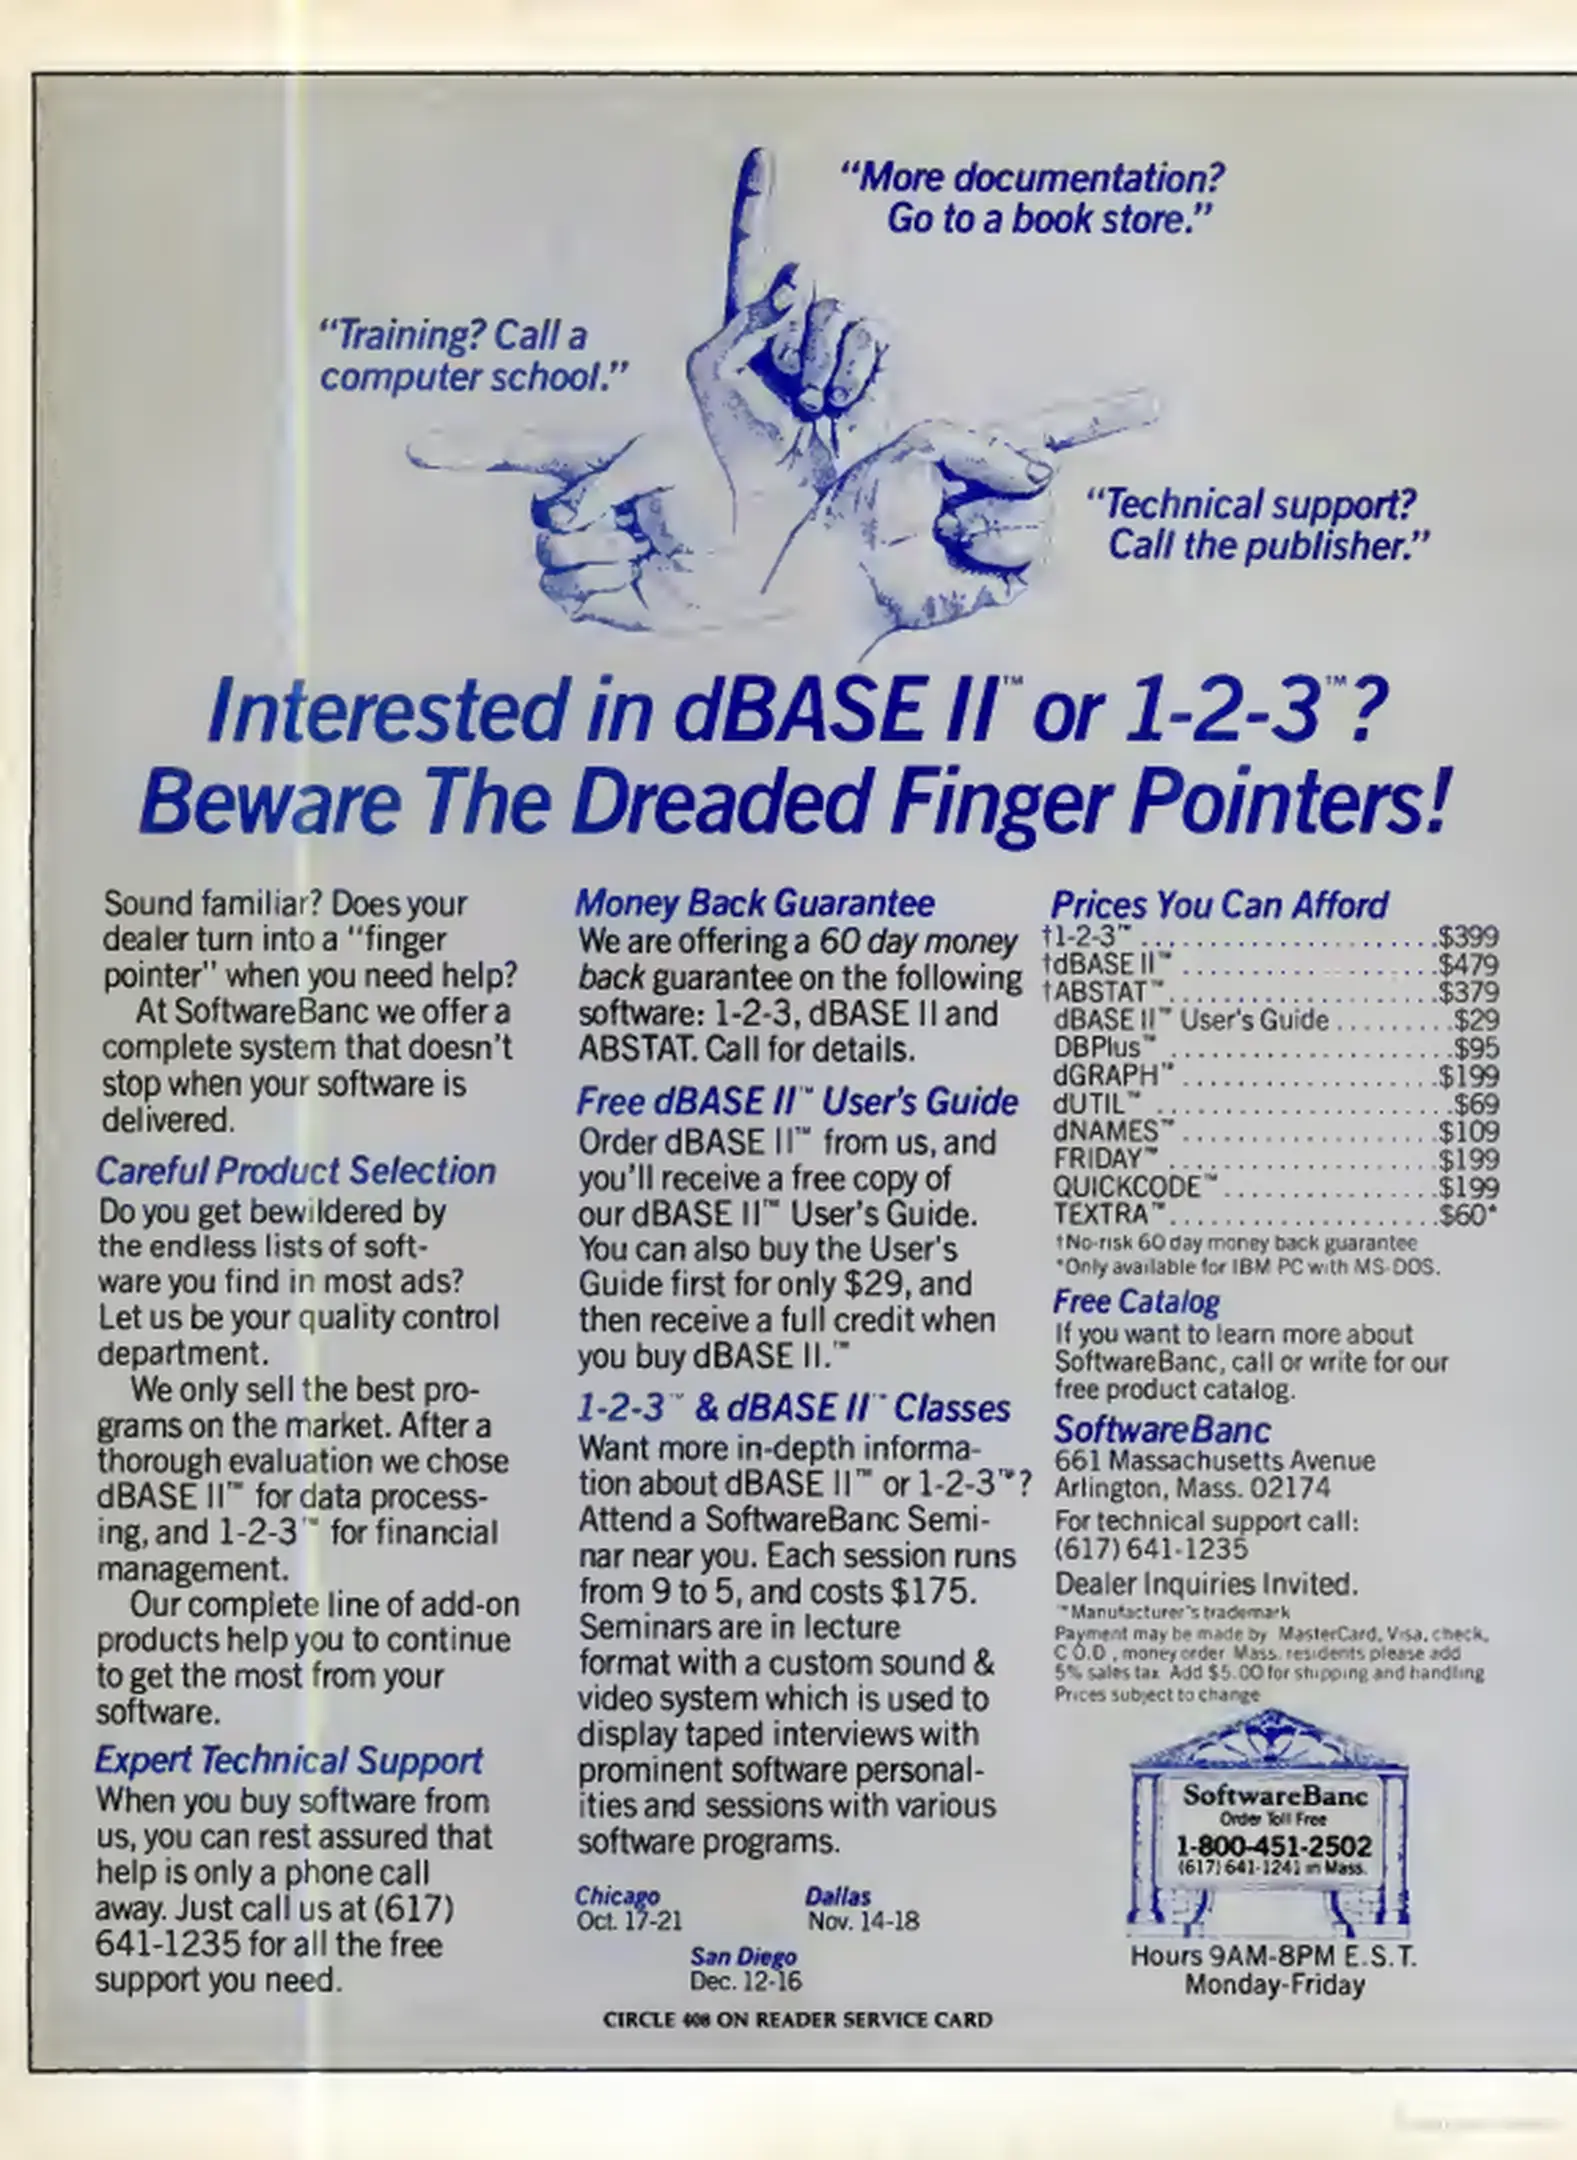 “More documentation?
Go to a book store.”
“Training? Call a
computer school.”
“Technical support?
Call the publisher.”
Interested in dBASE II™ or 1-2-3™?
Beware The Dreaded Finger Pointers!
Sound familiar? Does your
dealer turn into a “finger
pointer” when you need help?
At SoftwareBanc we offer a
complete system that doesn’t
stop when your software is
delivered.
Careful Product Selection
Do you get bewildered by
the endless lists of soft-
ware you find in most ads?
Let us be your quality control
department.
We only sell the best pro-
grams on the market. After a
thorough evaluation we chose
dBASE II™ for data process-
ing, and 1-2-3™ for financial
management.
Our complete line of add-on
products help you to continue
to get the most from your
software.
Expert Technical Support
When you buy software from
us, you can rest assured that
help is only a phone call
away. Just call us at (617)
641-1235 for all the free
support you need.
Money Back Guarantee
We are offering a 60 day money
back guarantee on the following
software: 1-2-3, dBASE II and
ABSTAT. Call for details.
Free dBASE II™ User’s Guide
Order dBASE II™ from us, and
you’ll receive a free copy of
our dBASE II™ User’s Guide.
You can also buy the User’s
Guide first for only $29, and
then receive a full credit when
you buy dBASE II.™
1-2-3™ & dBASE II™ Classes
Want more in-depth informa-
tion about dBASE II™ or 1-2-3™?
Attend a SoftwareBanc Semi-
nar near you. Each session runs
from 9 to 5, and costs $175.
Seminars are in lecture
format with a custom sound &
video system which is used to
display taped interviews with
prominent software personal-
ities and sessions with various
software programs.
Chicago Dallas
Oct. 17-21 Nov. 14-18
San Diego
Dec. 12-16
CIRCLE 408 ON READER SERVICE CARD
Prices You Can Afford
†1-2-3™ ...................... $399
†dBASE II™ ................... $479
†ABSTAT™ .................... $379
dBASE II™ User’s Guide ......... $29
DBPlus™ ...................... $95
dGRAPH™ .................... $199
dUTIL™ ....................... $69
dNAMES™ .................... $109
FRIDAY™ ..................... $199
QUICKCODE™ ................. $199
TEXTRA™ ..................... $60*
†No-risk 60 day money back guarantee
*Only available for IBM PC with MS-DOS.
Free Catalog
If you want to learn more about
SoftwareBanc, call or write for our
free product catalog.
SoftwareBanc
661 Massachusetts Avenue
Arlington, Mass. 02174
For technical support call:
(617) 641-1235
Dealer Inquiries Invited.
™Manufacturer’s trademark
Payment may be made by MasterCard, Visa, check,
C.O.D., money order. Mass. residents please add
5% sales tax. Add $5.00 for shipping and handling
Prices subject to change
SoftwareBanc
Order Toll Free
1-800-451-2502
(617) 641-1241 in Mass.
Hours 9AM-8PM E.S.T.
Monday-Friday